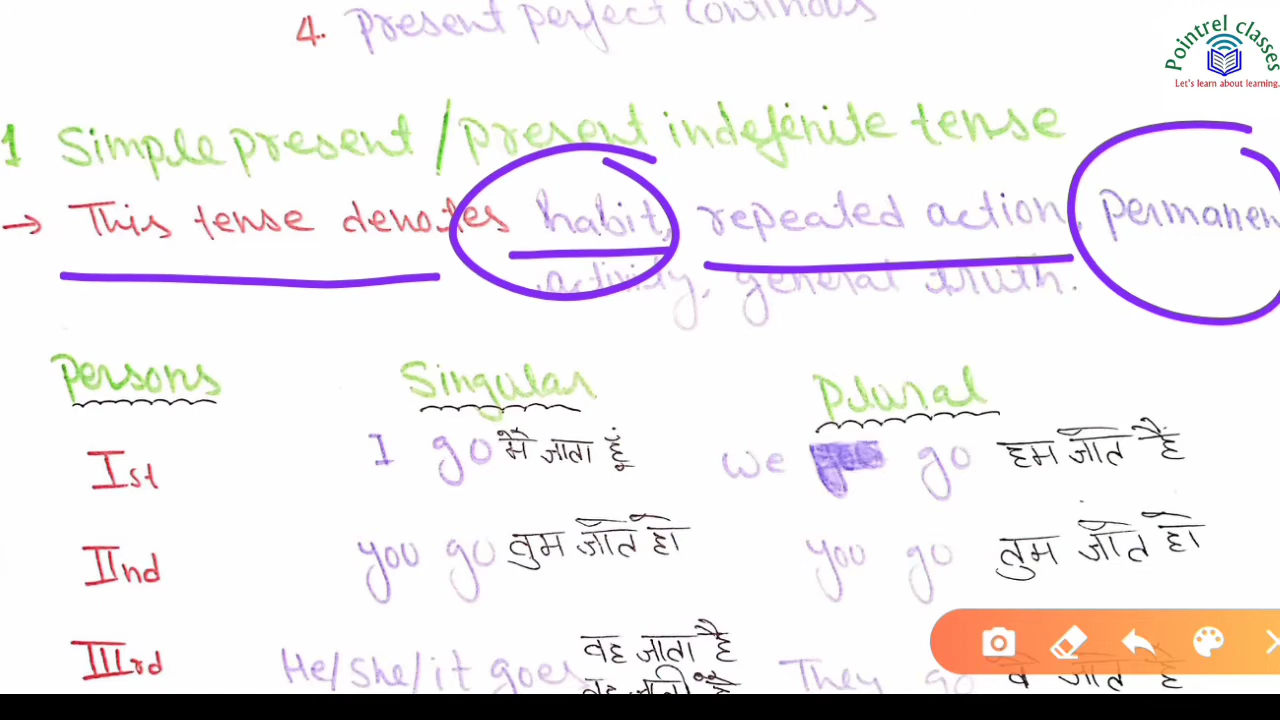 4. Present perfect continous
Pointrel classes
Let's learn about learning.
1 Simple present / present indefinite tense
→ This tense denotes habit, repeated action, permanen
activity, general truth.
Persons Singular Plural
Ist I go मैं जाता हूं we go हम जाते हैं
IInd you go तुम जाते हो you go तुम जाते हो
IIIrd He/she/it goes वह जाता है They go वे जाते है
वह जाती है